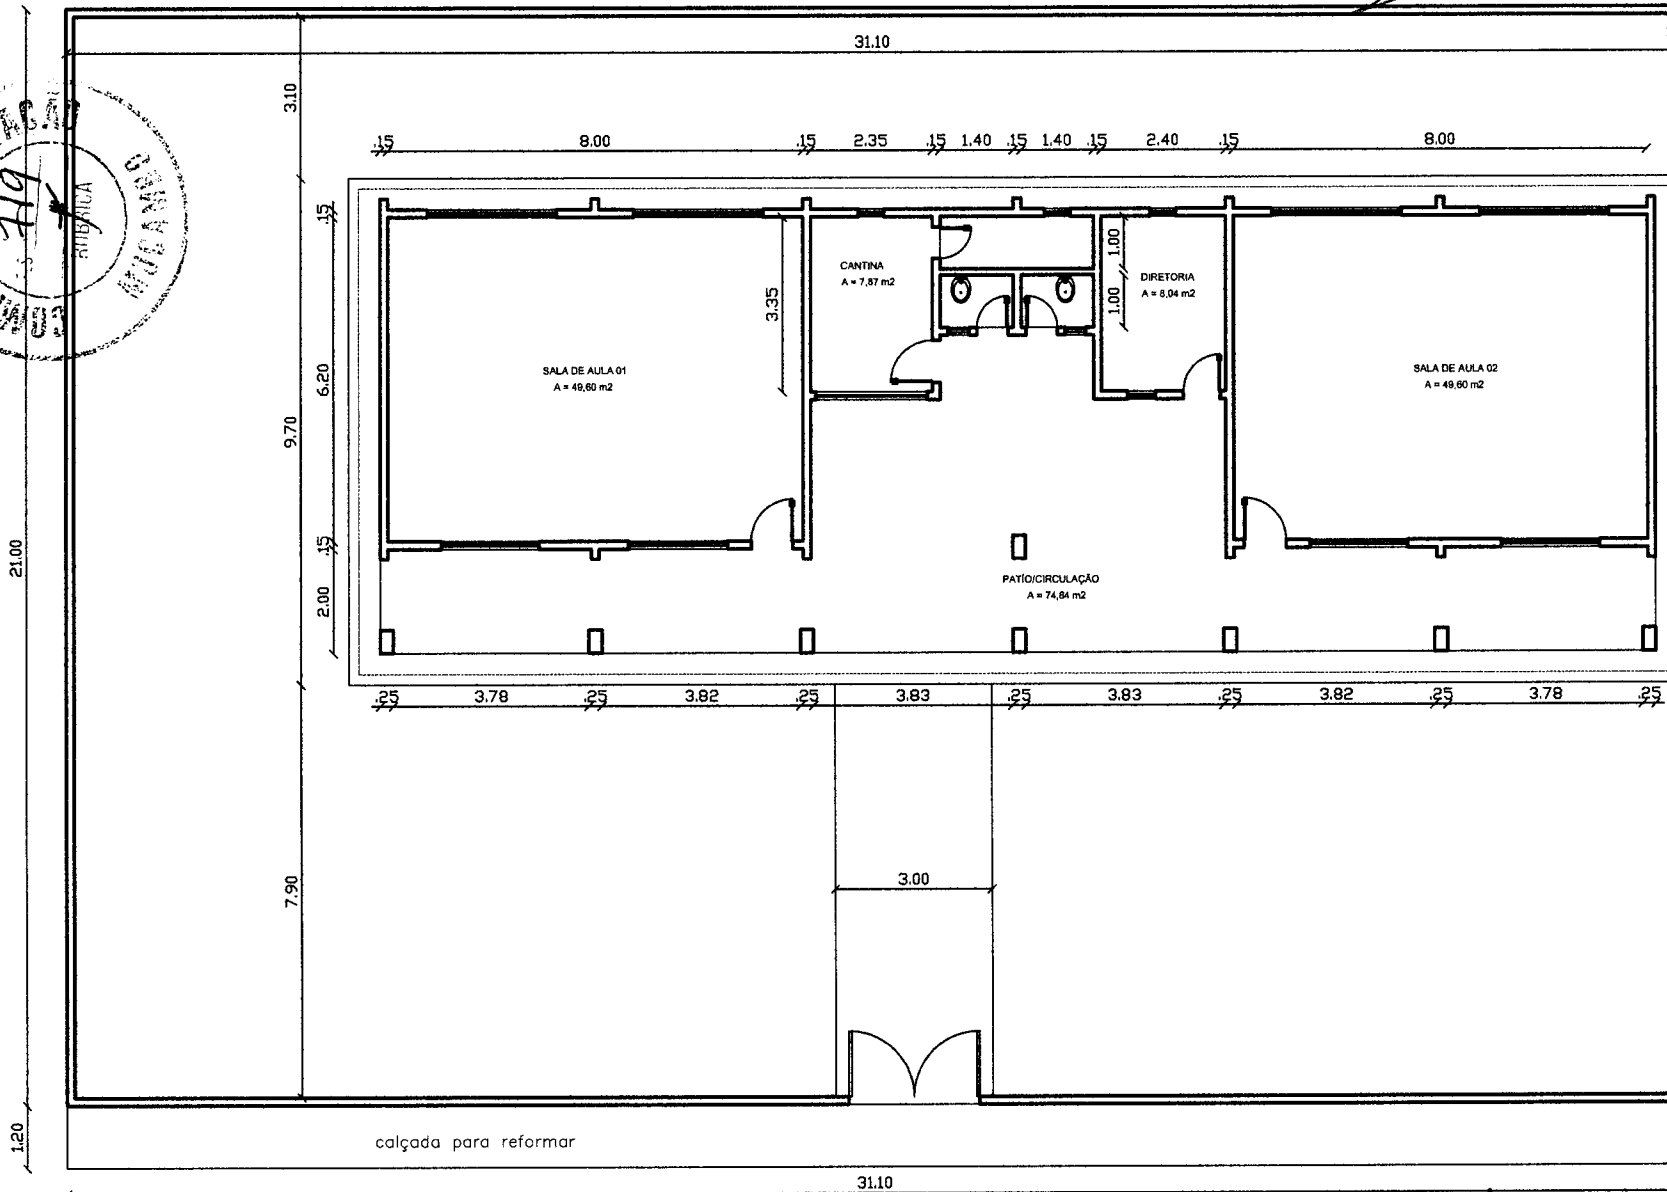 31.10
3.10
.15 8.00 .15 2.35 .15 1.40 .15 1.40 .15 2.40 .15 8.00
719
RUBRICA
.15
CANTINA
A = 7,87 m2
1.00
DIRETORIA
A = 8,04 m2
1.00
3.35
SALA DE AULA 01
A = 49,60 m2
SALA DE AULA 02
A = 49,60 m2
6.20
9.70
.15
21.00
PATÍO/CIRCULAÇÃO
A = 74,84 m2
2.00
.25 3.78 .25 3.82 .25 3.83 .25 3.83 .25 3.82 .25 3.78 .25
7.90
3.00
1.20
calçada para reformar
31.10